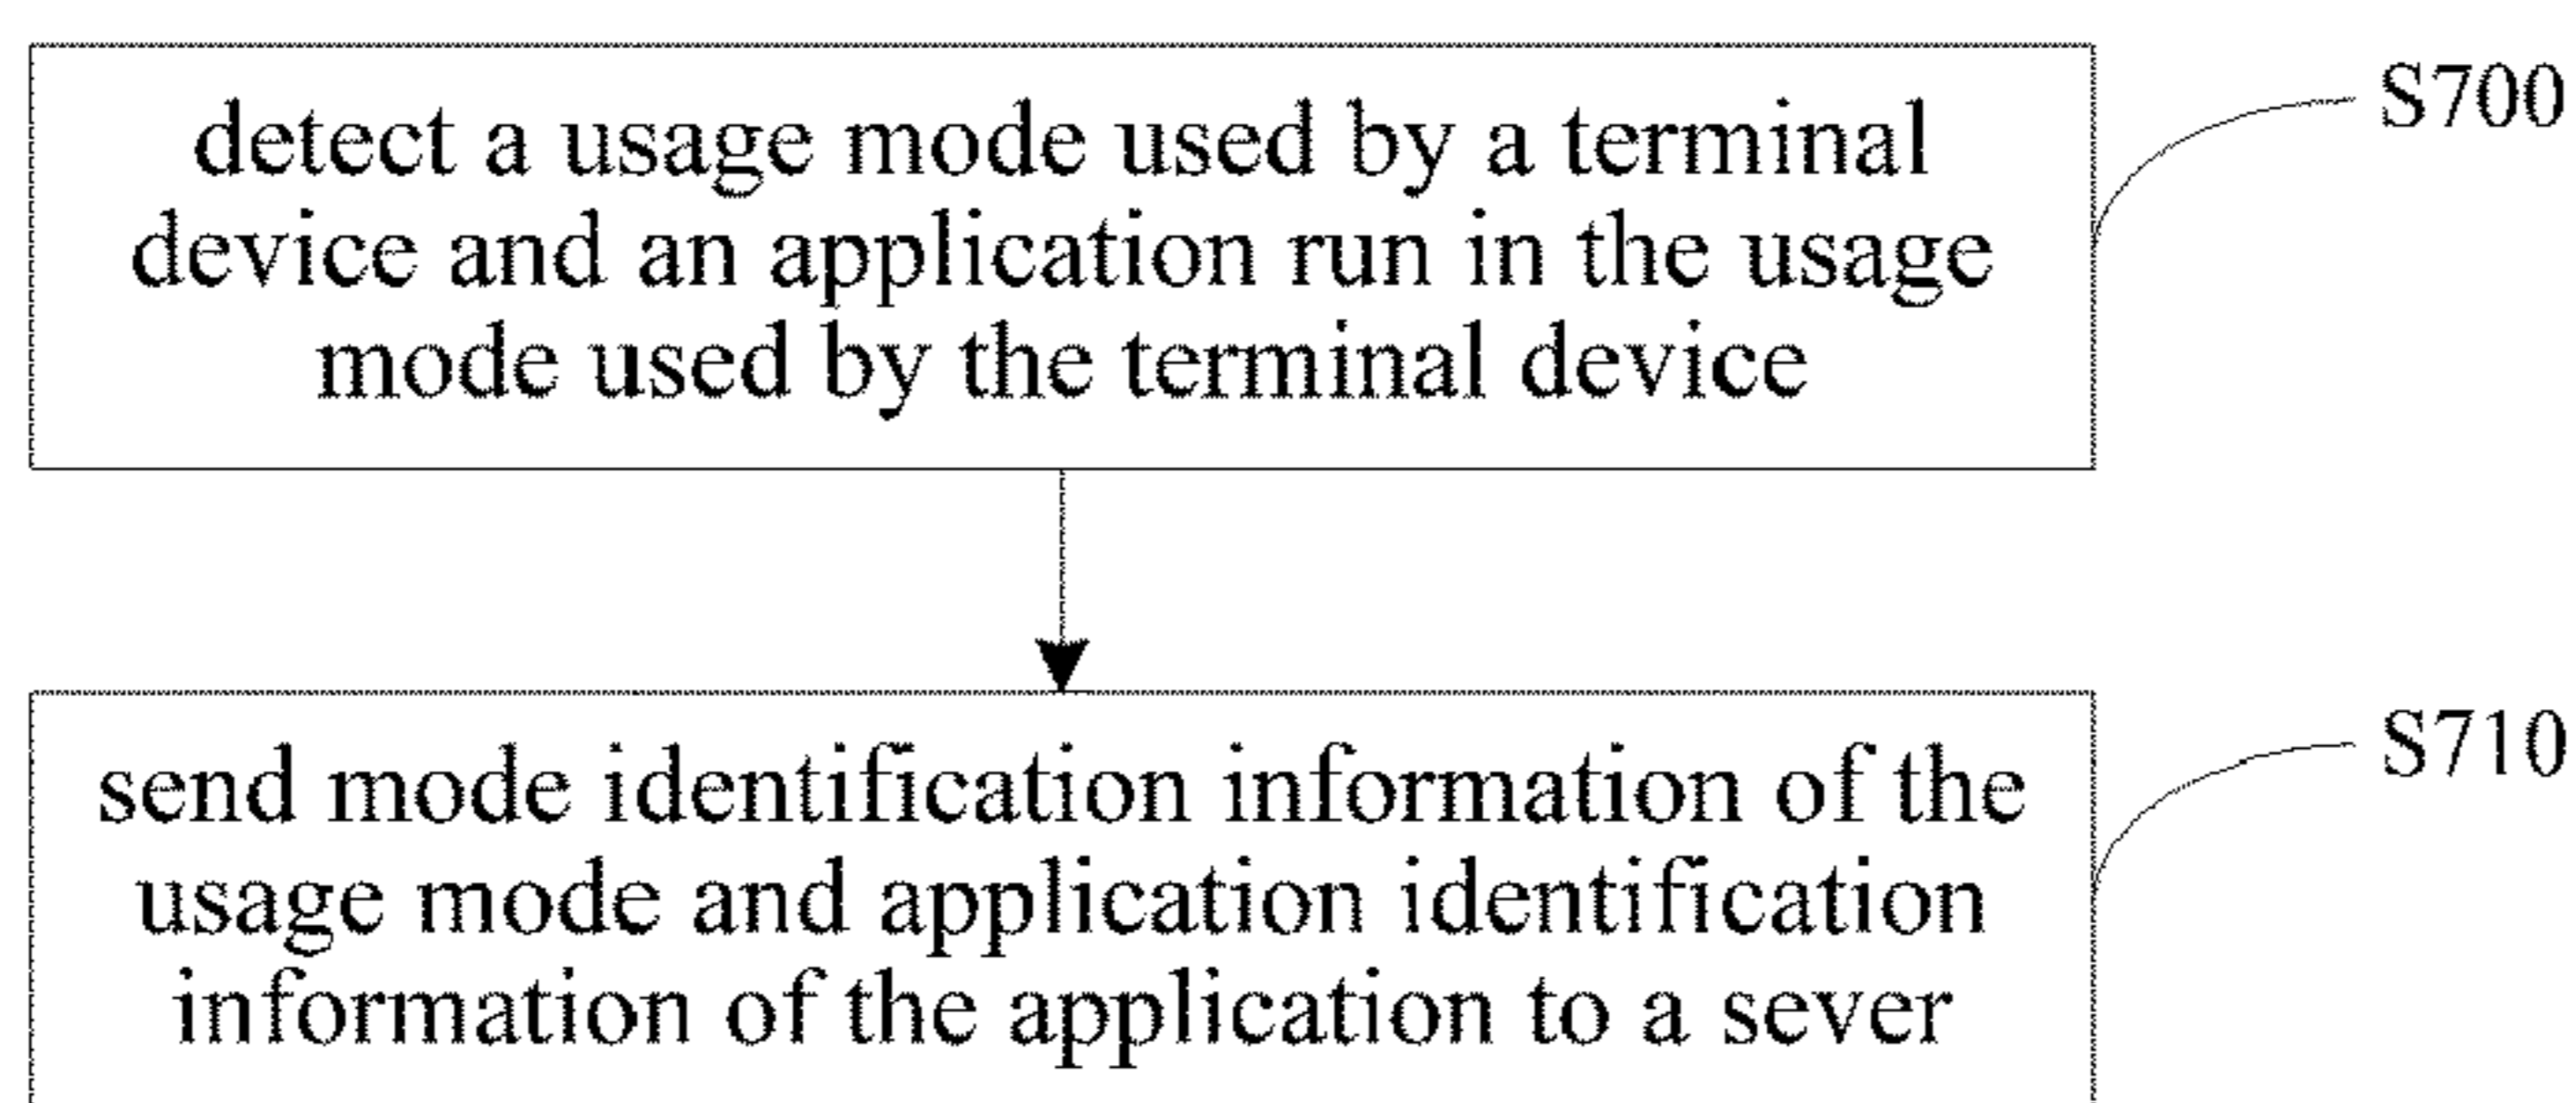 detect a usage mode used by a terminal
device and an application run in the usage
mode used by the terminal device
S700
send mode identification information of the
usage mode and application identification
information of the application to a sever
S710